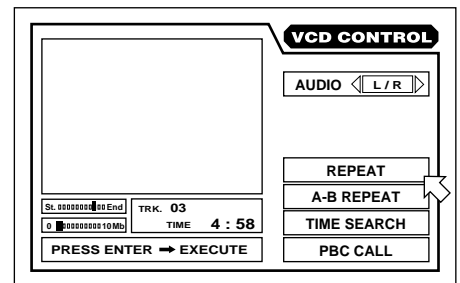 VCD CONTROL
AUDIO L / R
REPEAT
A-B REPEAT
TIME SEARCH
PBC CALL
St. End
0 10Mb
TRK. 03
TIME 4 : 58
PRESS ENTER ➞ EXECUTE